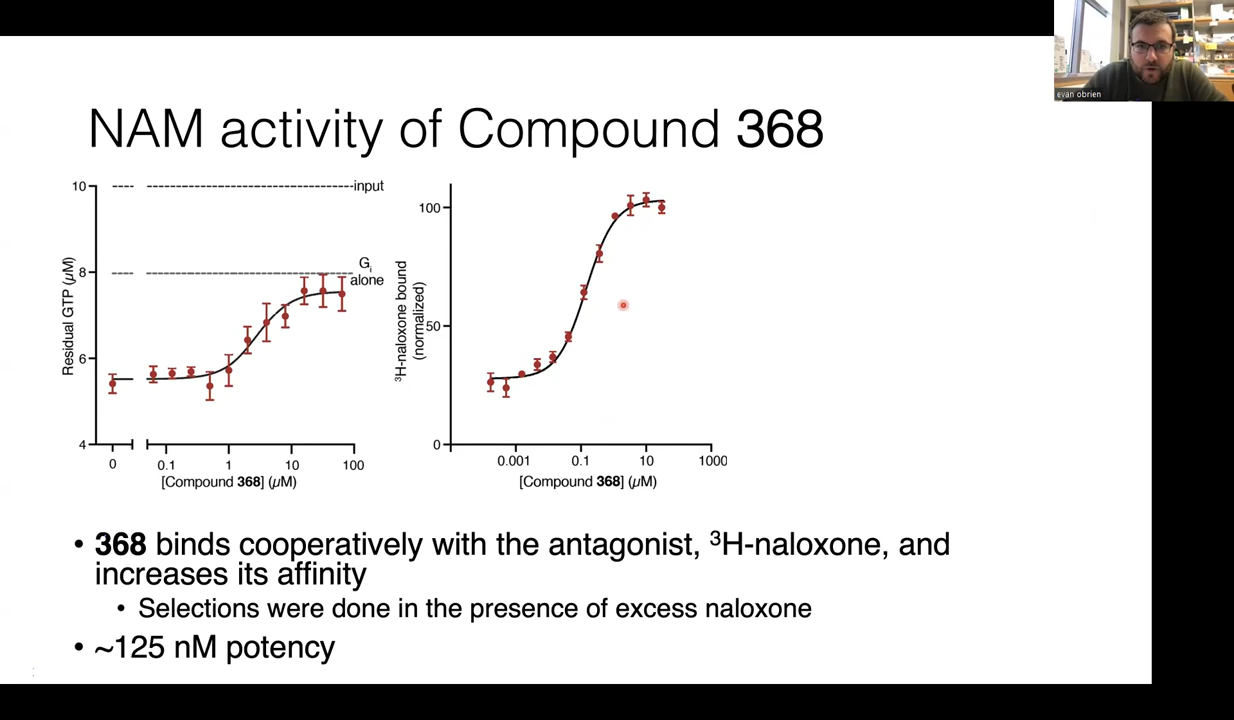 evan obrien
NAM activity of Compound 368
10
8
6
4
Residual GTP (µM)
input
Gi
alone
0
0.1
1
10
100
[Compound 368] (µM)
100
50
0
³H-naloxone bound
(normalized)
0.001
0.1
10
1000
[Compound 368] (µM)
• 368 binds cooperatively with the antagonist, ³H-naloxone, and
increases its affinity
• Selections were done in the presence of excess naloxone
• ~125 nM potency